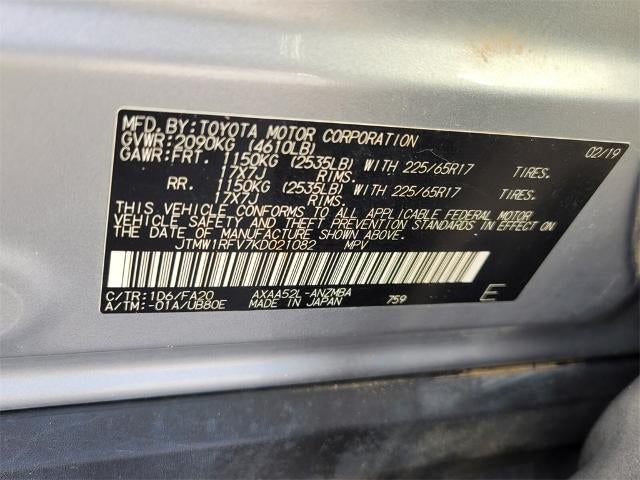 MFD. BY: TOYOTA MOTOR CORPORATION 02/19
GVWR: 2090KG (4610LB)
GAWR: FRT. 1150KG (2535LB) WITH 225/65R17 TIRES.
17X7J RIMS.
RR. 1150KG (2535LB) WITH 225/65R17 TIRES.
17X7J RIMS.
THIS VEHICLE CONFORMS TO ALL APPLICABLE FEDERAL MOTOR
VEHICLE SAFETY AND THEFT PREVENTION STANDARDS IN EFFECT ON
THE DATE OF MANUFACTURE SHOWN ABOVE.
JTMW1RFV7KD021082 MPV
C/TR: 1D6/FA20 AXAA52L-ANZMBA
A/TM: -01A/UB80E MADE IN JAPAN 759 E